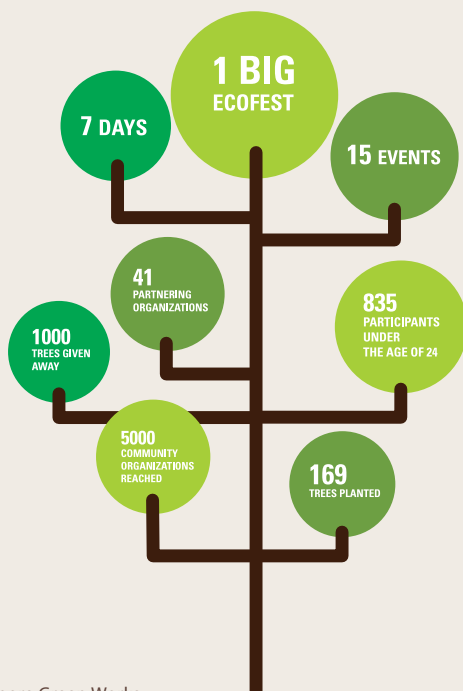 1 BIG
ECOFEST
7 DAYS
15 EVENTS
41
PARTNERING
ORGANIZATIONS
835
PARTICIPANTS
UNDER
THE AGE OF 24
1000
TREES GIVEN
AWAY
5000
COMMUNITY
ORGANIZATIONS
REACHED
169
TREES PLANTED